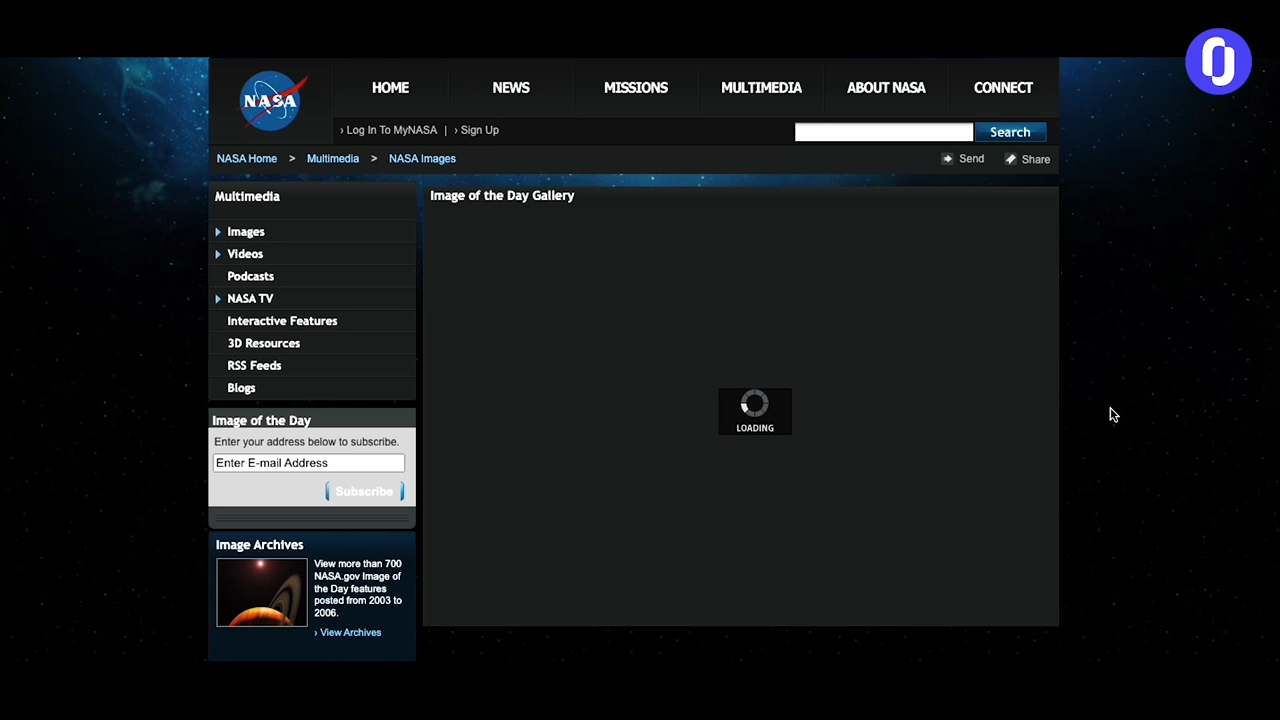 NASA
HOME
NEWS
MISSIONS
MULTIMEDIA
ABOUT NASA
CONNECT
› Log In To MyNASA | › Sign Up
Search
NASA Home > Multimedia > NASA Images
Send
Share
Multimedia
Images
Videos
Podcasts
NASA TV
Interactive Features
3D Resources
RSS Feeds
Blogs
Image of the Day
Enter your address below to subscribe.
Enter E-mail Address
Subscribe
Image Archives
View more than 700
NASA.gov Image of
the Day features
posted from 2003 to
2006.
› View Archives
Image of the Day Gallery
LOADING